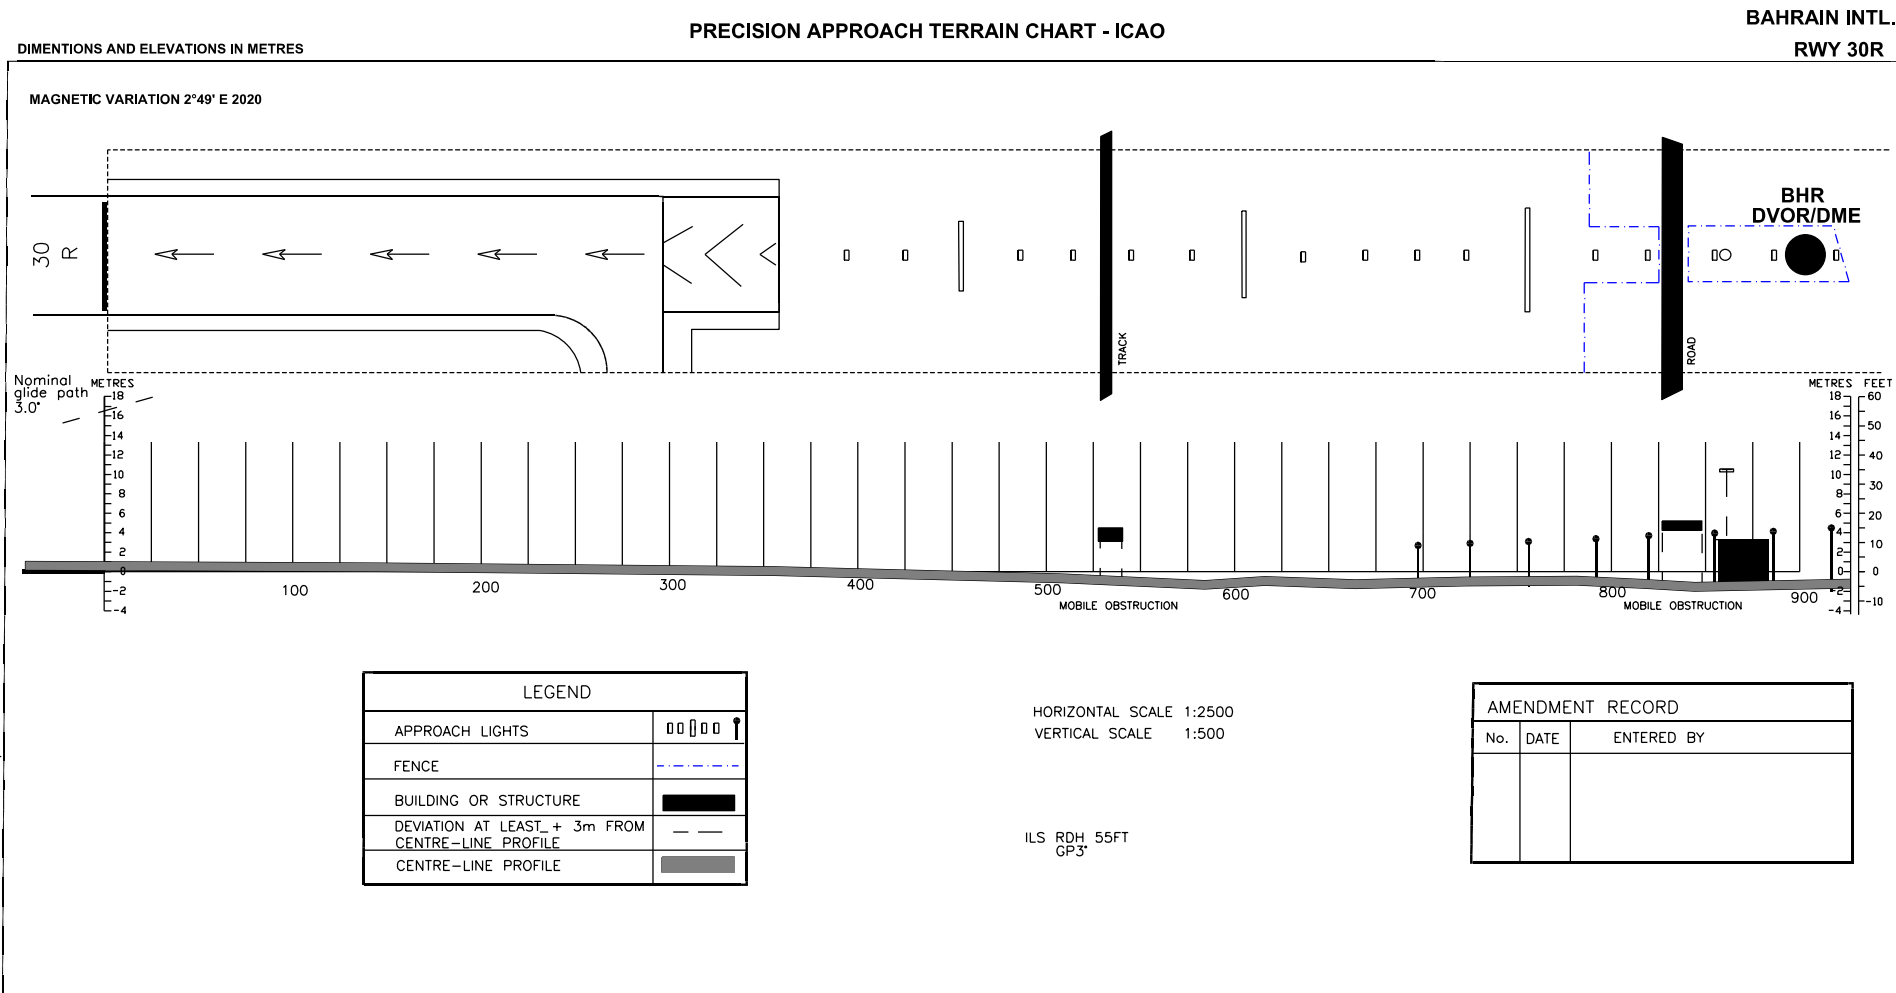 PRECISION APPROACH TERRAIN CHART - ICAO
BAHRAIN INTL.
RWY 30R
DIMENTIONS AND ELEVATIONS IN METRES
MAGNETIC VARIATION 2°49' E 2020
30
R
BHR
DVOR/DME
TRACK
ROAD
Nominal
glide path
3.0°
METRES
18
16
14
12
10
8
6
4
2
0
-2
-4
METRES FEET
18
16
14
12
10
8
6
4
2
0
-2
-4
60
50
40
30
20
10
0
-10
100
200
300
400
500
600
700
800
900
MOBILE OBSTRUCTION
MOBILE OBSTRUCTION
LEGEND
APPROACH LIGHTS
FENCE
BUILDING OR STRUCTURE
DEVIATION AT LEAST_+ 3m FROM
CENTRE-LINE PROFILE
CENTRE-LINE PROFILE
HORIZONTAL SCALE 1:2500
VERTICAL SCALE 1:500
ILS RDH 55FT
GP3°
AMENDMENT RECORD
No. DATE ENTERED BY